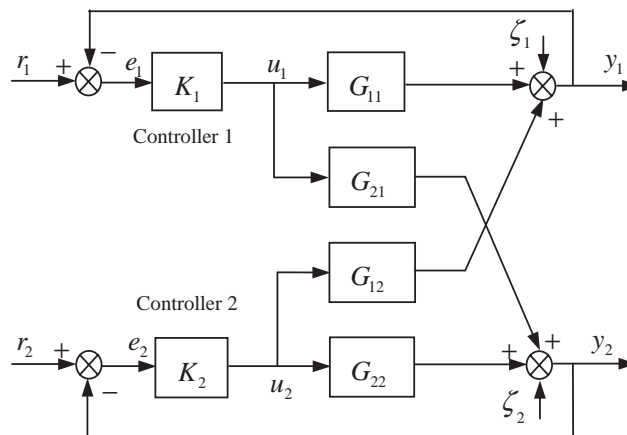 ζ₁
r₁ + − e₁ K₁ u₁ G₁₁ + + y₁
Controller 1
G₂₁
G₁₂
Controller 2
r₂ + − e₂ K₂ u₂ G₂₂ + + y₂
ζ₂